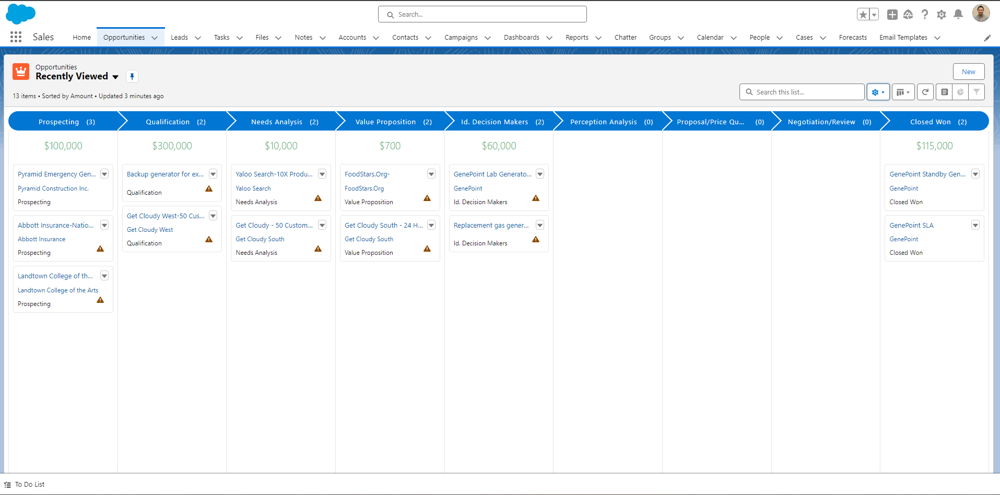 Search...
Sales
Home
Opportunities
Leads
Tasks
Files
Notes
Accounts
Contacts
Campaigns
Dashboards
Reports
Chatter
Groups
Calendar
People
Cases
Forecasts
Email Templates
Opportunities
Recently Viewed
New
13 items • Sorted by Amount • Updated 3 minutes ago
Search this list...
Prospecting (3)
Qualification (2)
Needs Analysis (2)
Value Proposition (2)
Id. Decision Makers (2)
Perception Analysis (0)
Proposal/Price Qu... (0)
Negotiation/Review (0)
Closed Won (2)
$100,000
$300,000
$10,000
$700
$60,000
$115,000
Pyramid Emergency Gen...
Pyramid Construction Inc.
Prospecting
Abbott Insurance-Natio...
Abbott Insurance
Prospecting
Landtown College of th...
Landtown College of the Arts
Prospecting
Backup generator for ex...
Qualification
Get Cloudy West-50 Cus...
Get Cloudy West
Qualification
Yaloo Search-10X Produ...
Yaloo Search
Needs Analysis
Get Cloudy - 50 Custom...
Get Cloudy South
Needs Analysis
FoodStars.Org-
FoodStars.Org
Value Proposition
Get Cloudy South - 24 H...
Get Cloudy South
Value Proposition
GenePoint Lab Generato...
GenePoint
Id. Decision Makers
Replacement gas gener...
Id. Decision Makers
GenePoint Standby Gen...
GenePoint
Closed Won
GenePoint SLA
GenePoint
Closed Won
To Do List